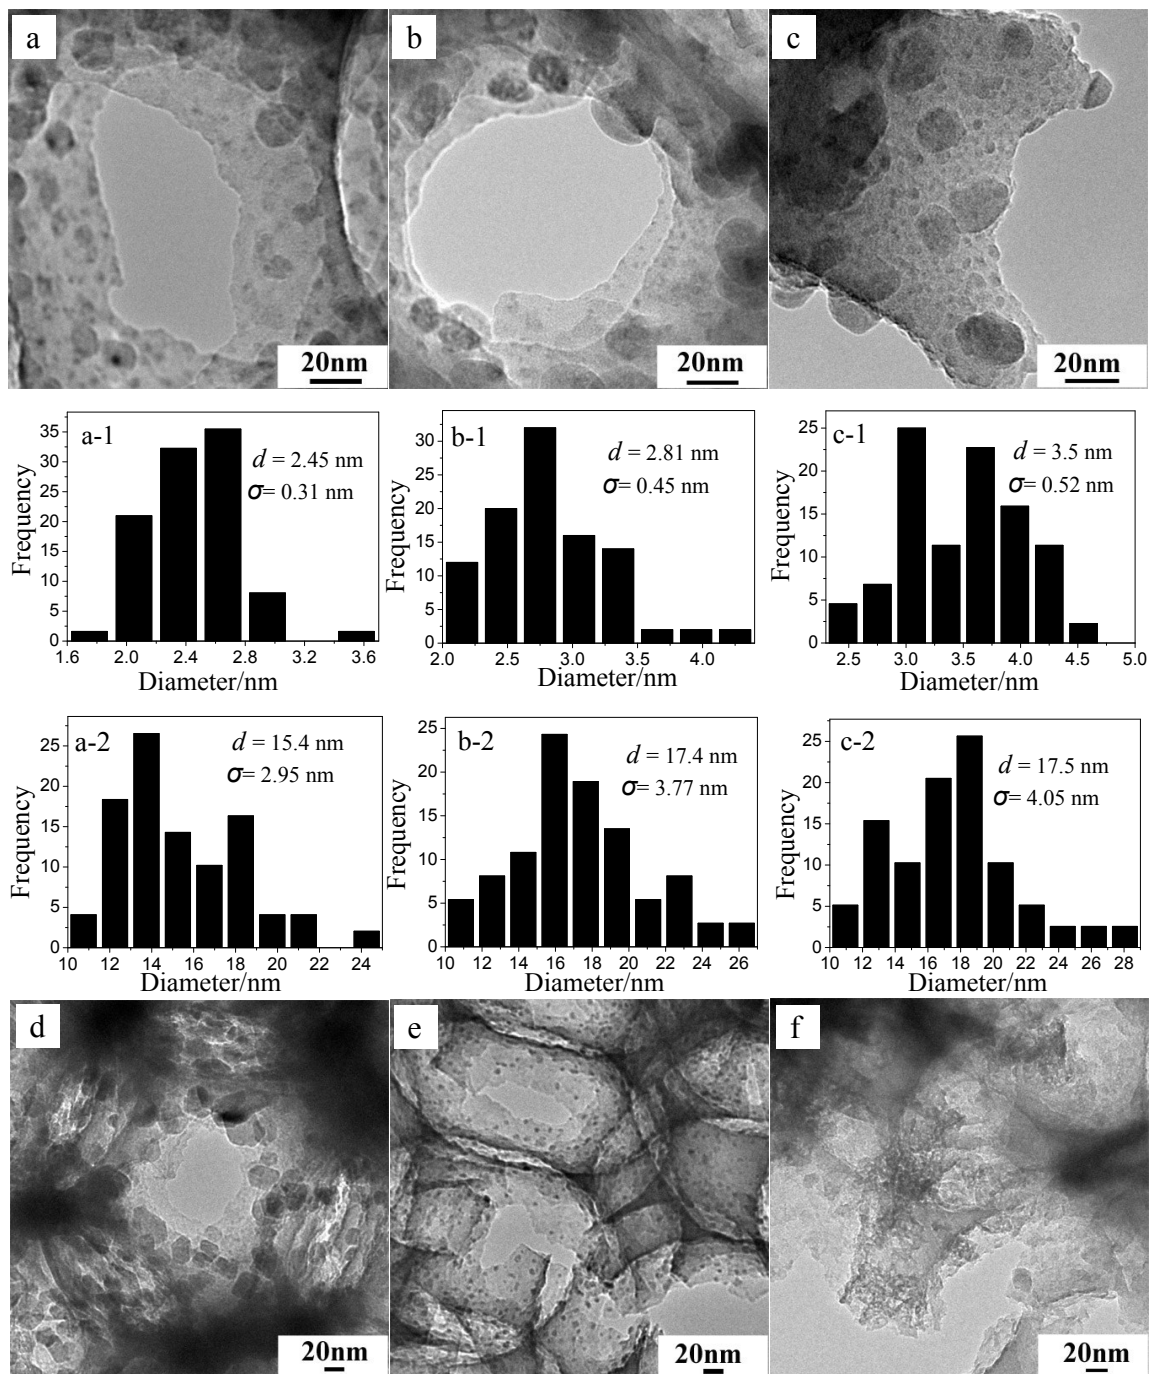 a
b
c
20nm
20nm
20nm
a-1
d = 2.45 nm
σ= 0.31 nm
Frequency
35
30
25
20
15
10
5
0
1.6 2.0 2.4 2.8 3.2 3.6
Diameter/nm
b-1
d = 2.81 nm
σ= 0.45 nm
Frequency
30
25
20
15
10
5
0
2.0 2.5 3.0 3.5 4.0
Diameter/nm
c-1
d = 3.5 nm
σ= 0.52 nm
Frequency
25
20
15
10
5
0
2.5 3.0 3.5 4.0 4.5 5.0
Diameter/nm
a-2
d = 15.4 nm
σ= 2.95 nm
Frequency
25
20
15
10
5
0
10 12 14 16 18 20 22 24
Diameter/nm
b-2
d = 17.4 nm
σ= 3.77 nm
Frequency
25
20
15
10
5
0
10 12 14 16 18 20 22 24 26
Diameter/nm
c-2
d = 17.5 nm
σ= 4.05 nm
Frequency
25
20
15
10
5
0
10 12 14 16 18 20 22 24 26 28
Diameter/nm
d
e
f
20nm
20nm
20nm